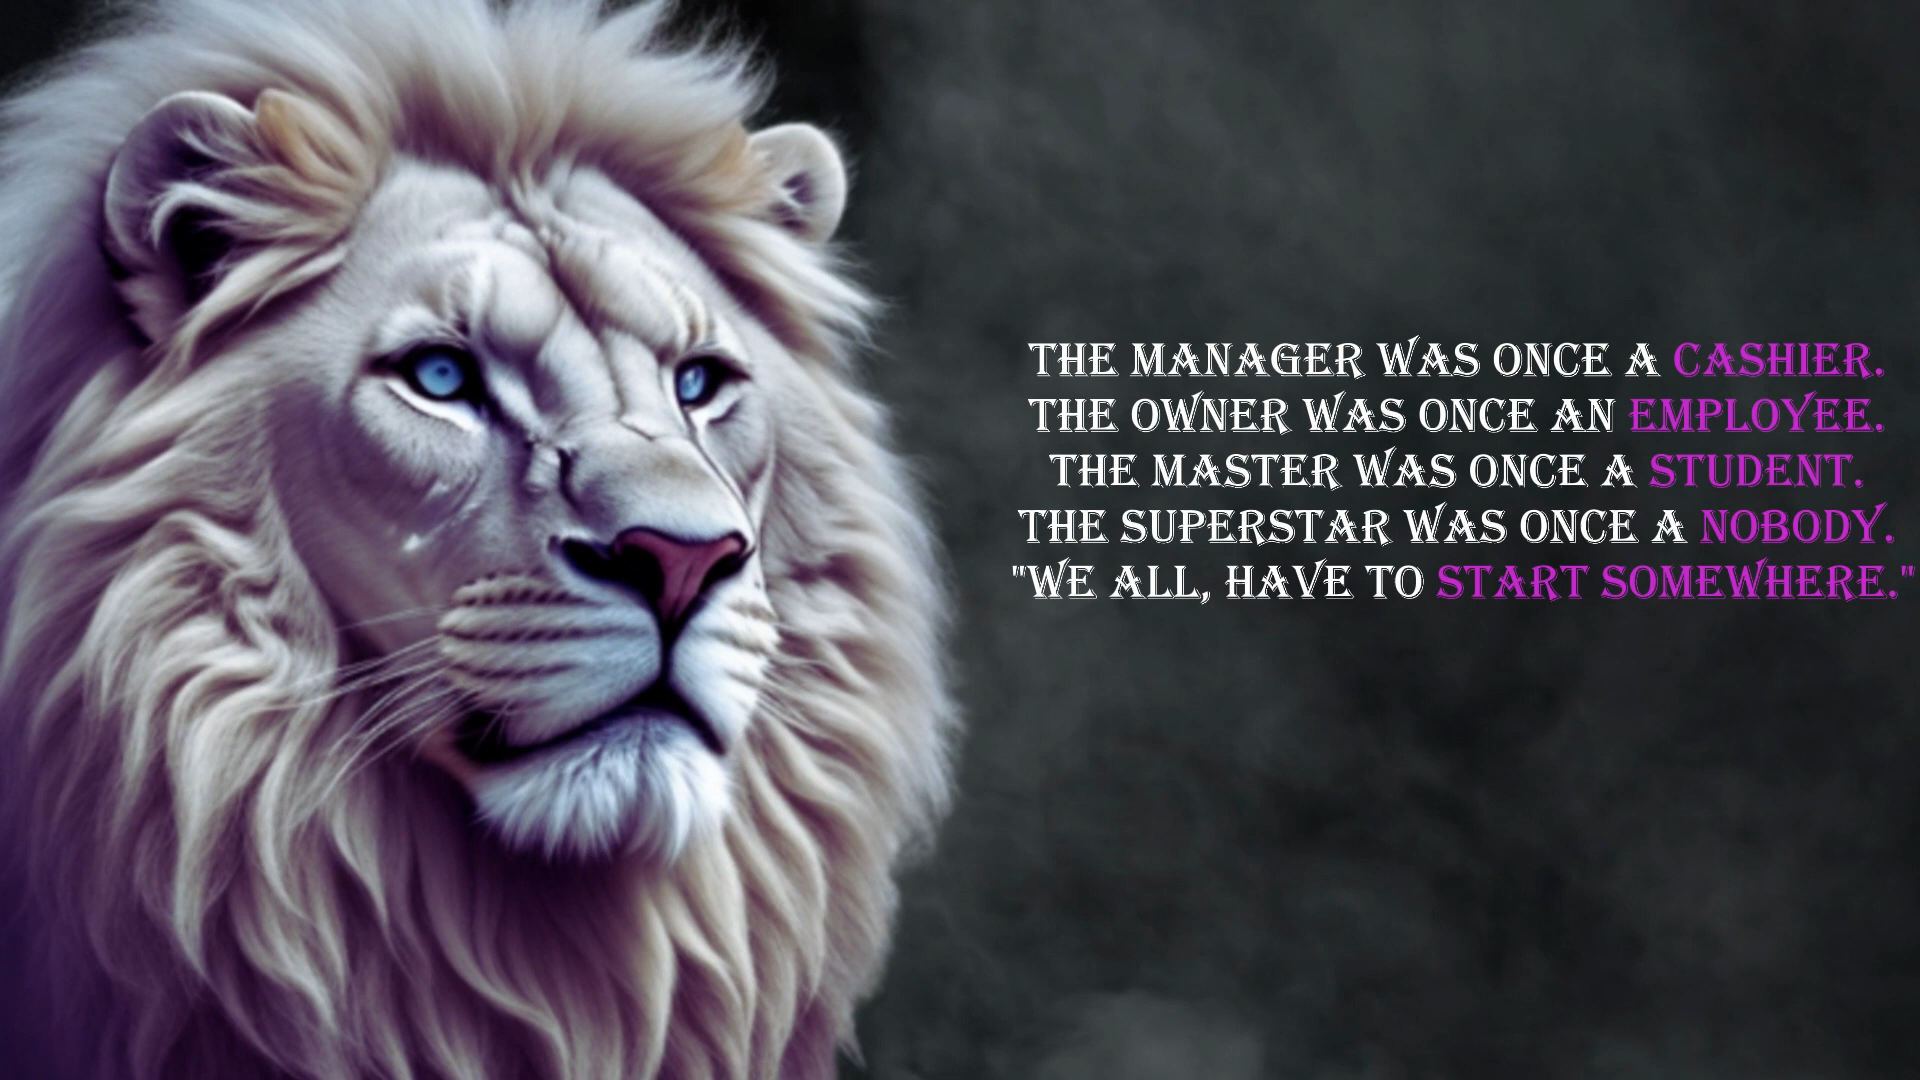 THE MANAGER WAS ONCE A CASHIER.
THE OWNER WAS ONCE AN EMPLOYEE.
THE MASTER WAS ONCE A STUDENT.
THE SUPERSTAR WAS ONCE A NOBODY.
"WE ALL, HAVE TO START SOMEWHERE."